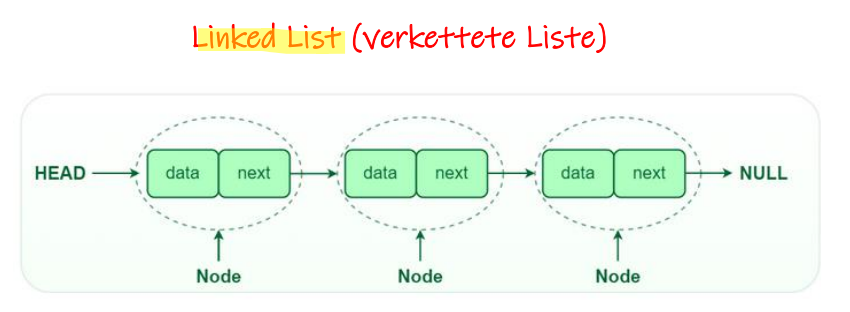 Linked List (verkettete Liste)
HEAD data next data next data next NULL
Node Node Node